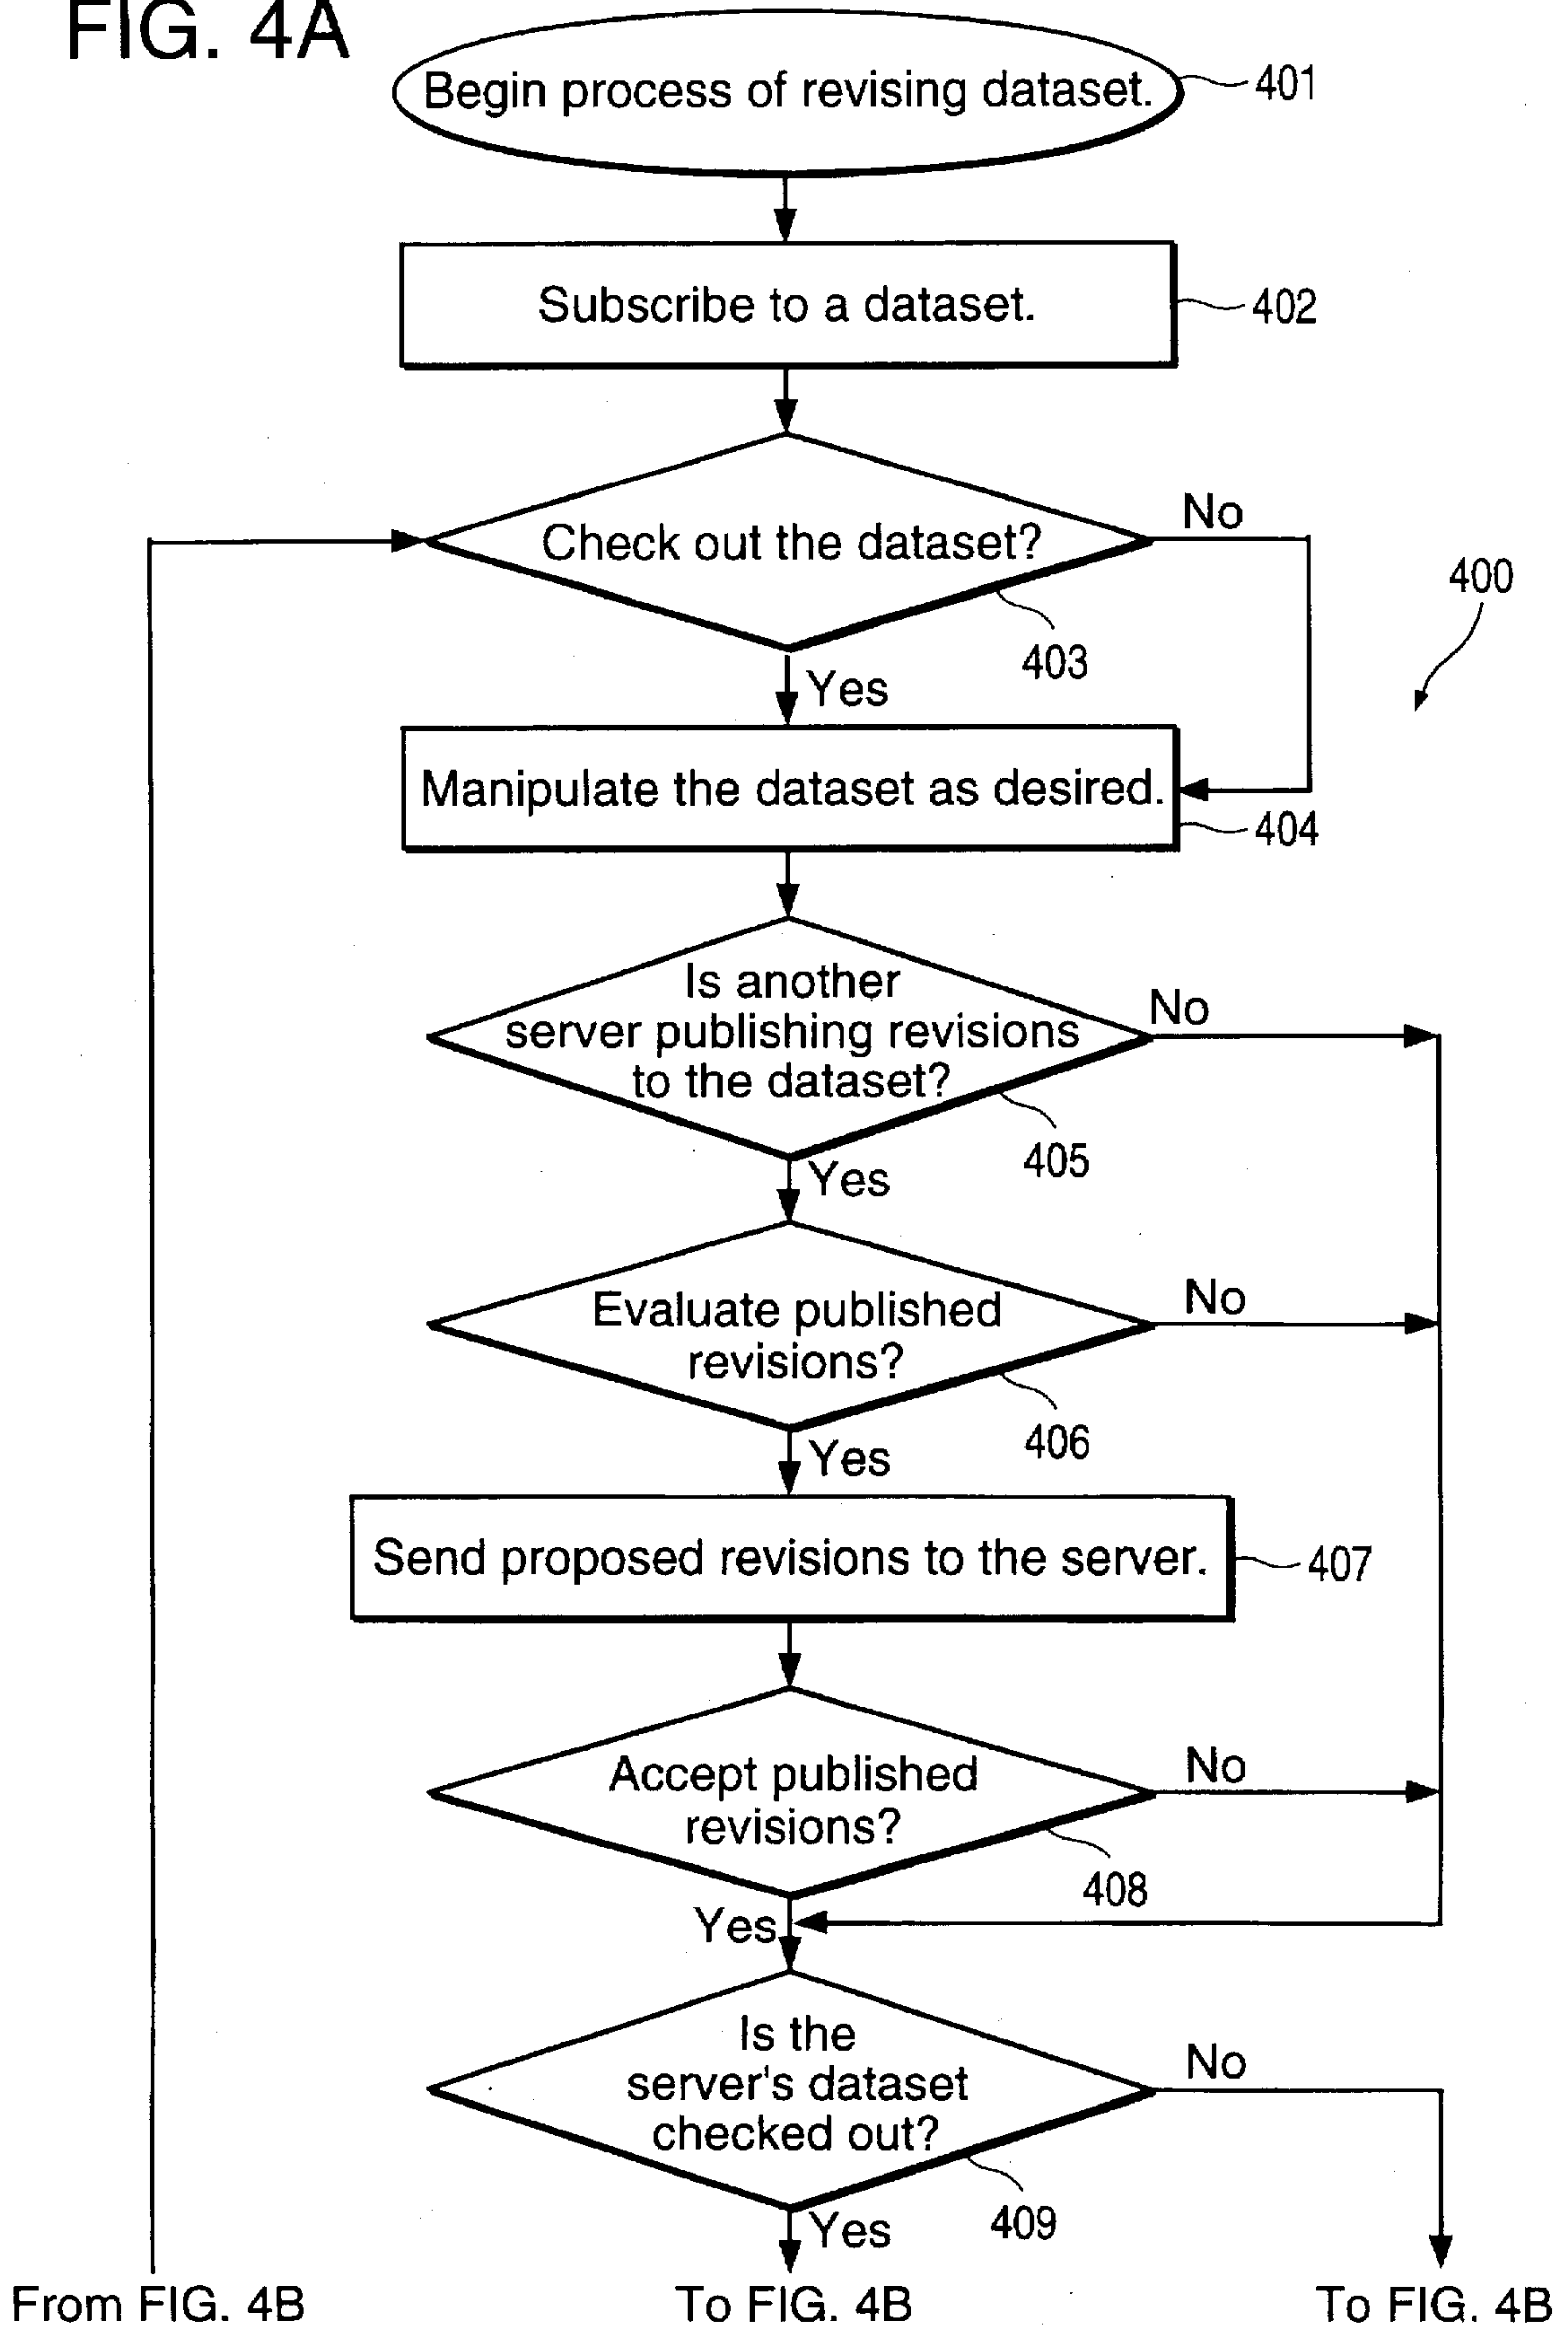 FIG. 4A
Begin process of revising dataset.
401
Subscribe to a dataset.
402
Check out the dataset?
No
403
400
Yes
Manipulate the dataset as desired.
404
Is another
server publishing revisions
to the dataset?
No
405
Yes
Evaluate published
revisions?
No
406
Yes
Send proposed revisions to the server.
407
Accept published
revisions?
No
408
Yes
Is the
server's dataset
checked out?
No
409
Yes
From FIG. 4B
To FIG. 4B
To FIG. 4B